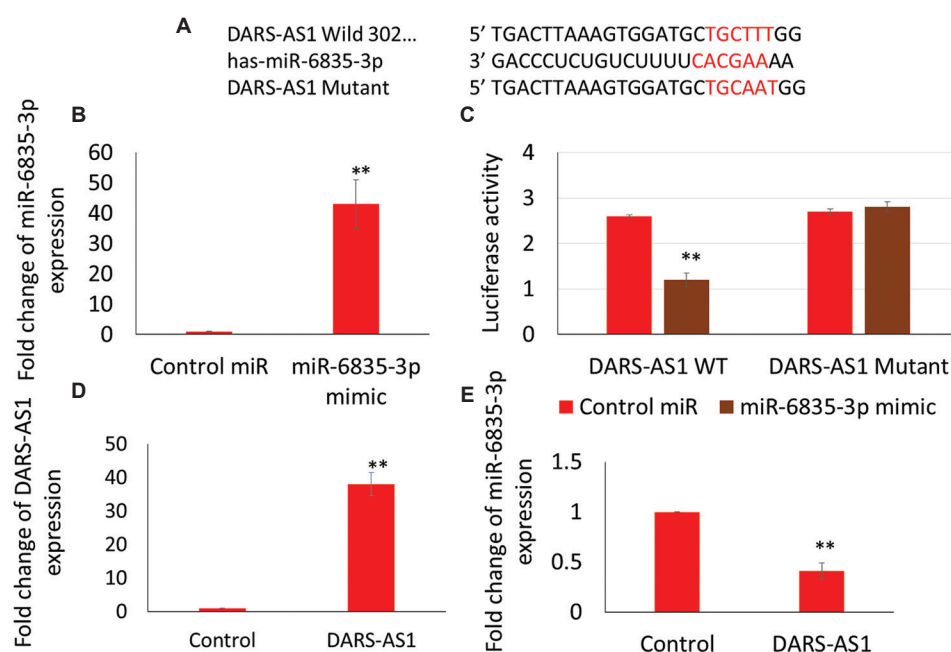 A
DARS-AS1 Wild 302... 5’ TGACTTAAAGTGGATGCTGCTTTGG
has-miR-6835-3p 3’ GACCCUCUGUCUUUUCACGAAAA
DARS-AS1 Mutant 5’ TGACTTAAAGTGGATGCTGCAATGG
B
Fold change of miR-6835-3p
expression
60
50
40
30
20
10
0
**
Control miR
miR-6835-3p
mimic
C
Luciferase activity
4
3
2
1
0
**
DARS-AS1 WT
DARS-AS1 Mutant
Control miR
miR-6835-3p mimic
D
Fold change of DARS-AS1
expression
50
40
30
20
10
0
**
Control
DARS-AS1
E
Fold change of miR-6835-3p
expression
1.5
1
0.5
0
**
Control
DARS-AS1